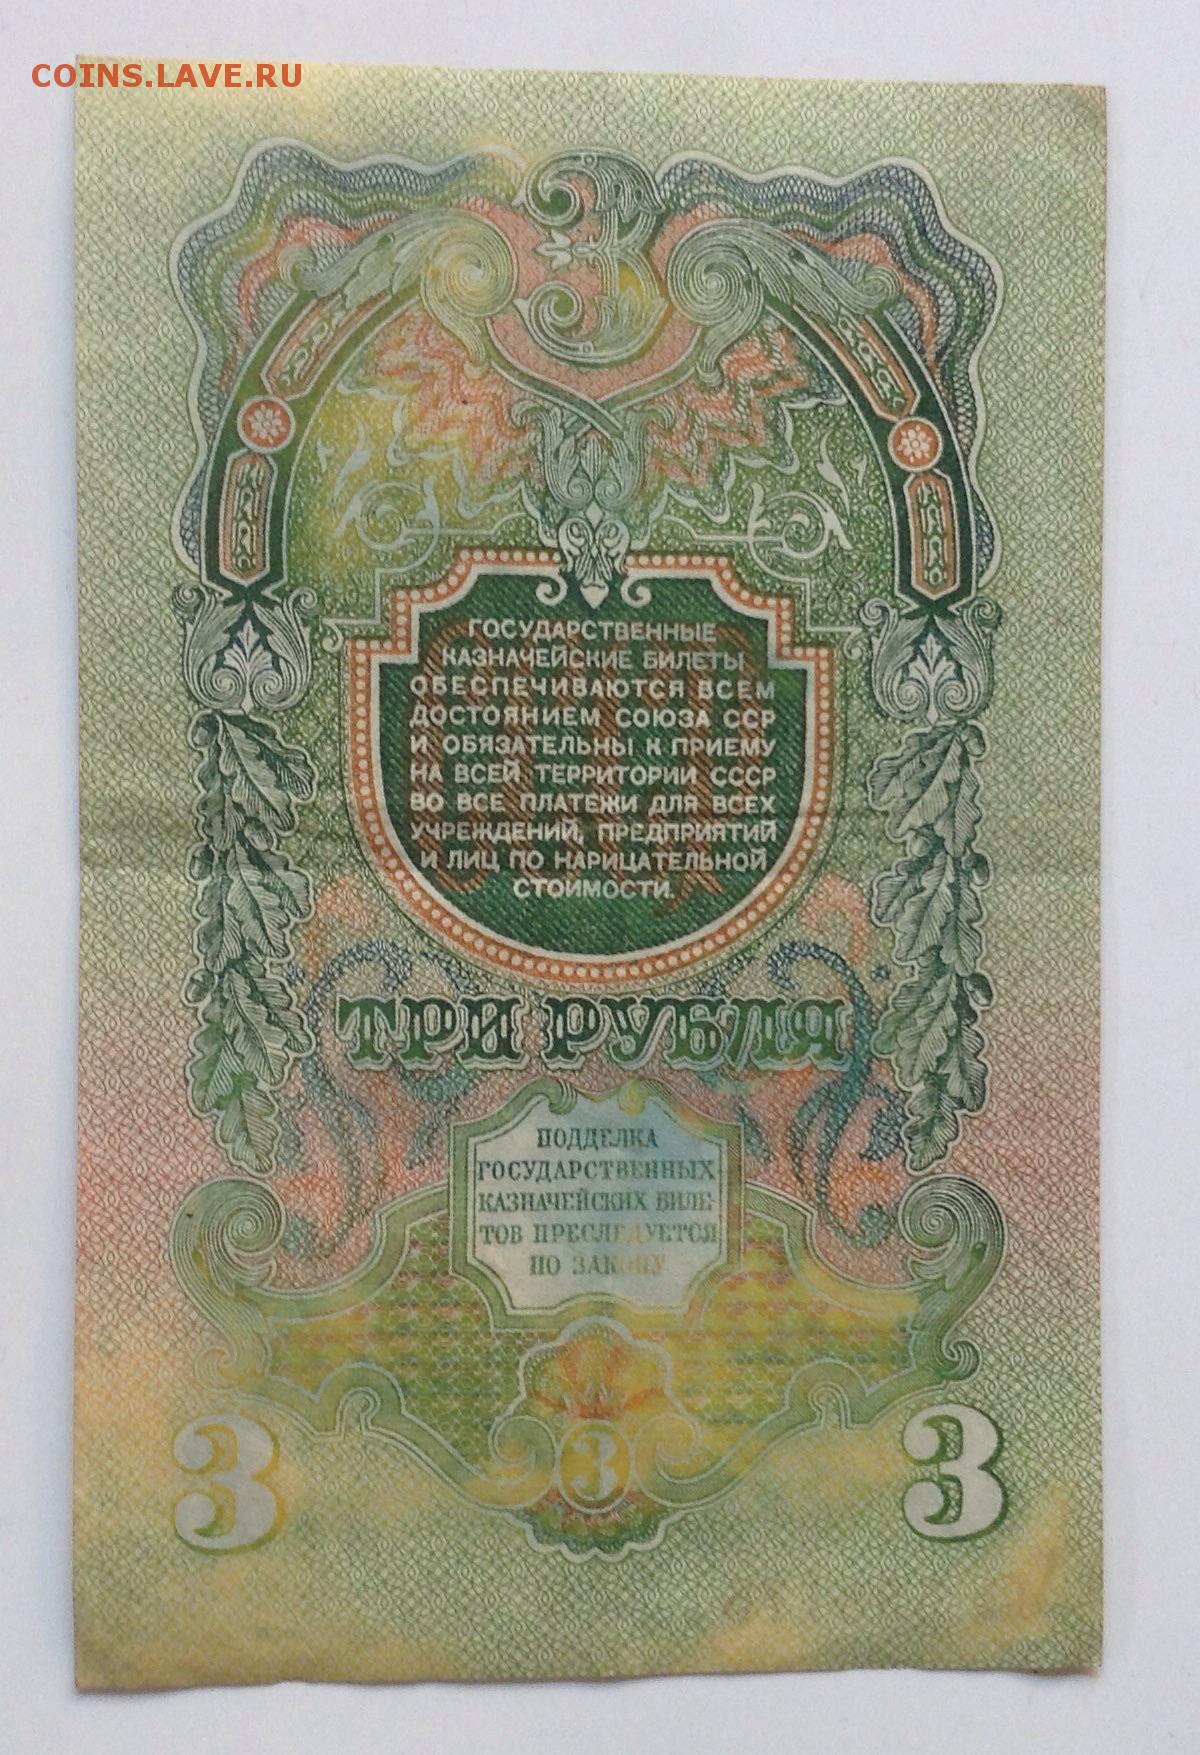 COINS.LAVE.RU
3
ГОСУДАРСТВЕННЫЕ
КАЗНАЧЕЙСКИЕ БИЛЕТЫ
ОБЕСПЕЧИВАЮТСЯ ВСЕМ
ДОСТОЯНИЕМ СОЮЗА ССР
И ОБЯЗАТЕЛЬНЫ К ПРИЕМУ
НА ВСЕЙ ТЕРРИТОРИИ СССР
ВО ВСЕ ПЛАТЕЖИ ДЛЯ ВСЕХ
УЧРЕЖДЕНИЙ, ПРЕДПРИЯТИЙ
И ЛИЦ ПО НАРИЦАТЕЛЬНОЙ
СТОИМОСТИ.
ТРИ РУБЛЯ
ПОДДЕЛКА
ГОСУДАРСТВЕННЫХ
КАЗНАЧЕЙСКИХ БИЛЕ-
ТОВ ПРЕСЛЕДУЕТСЯ
ПО ЗАКОНУ
3 3 3